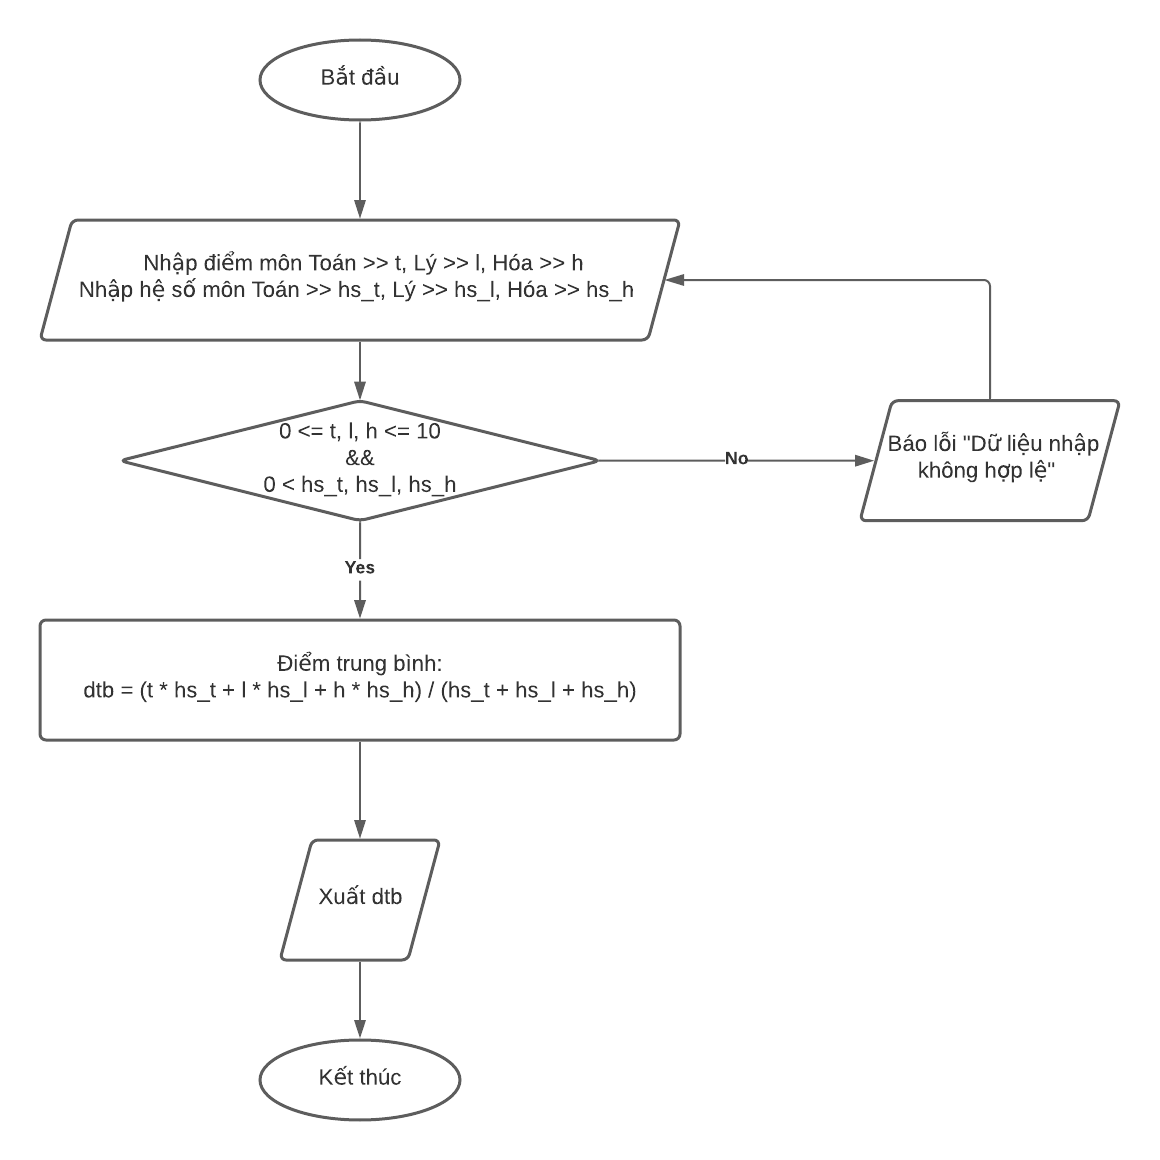 Bắt đầu
Nhập điểm môn Toán >> t, Lý >> l, Hóa >> h
Nhập hệ số môn Toán >> hs_t, Lý >> hs_l, Hóa >> hs_h
0 <= t, l, h <= 10
&&
0 < hs_t, hs_l, hs_h
No
Báo lỗi "Dữ liệu nhập
không hợp lệ"
Yes
Điểm trung bình:
dtb = (t * hs_t + l * hs_l + h * hs_h) / (hs_t + hs_l + hs_h)
Xuất dtb
Kết thúc